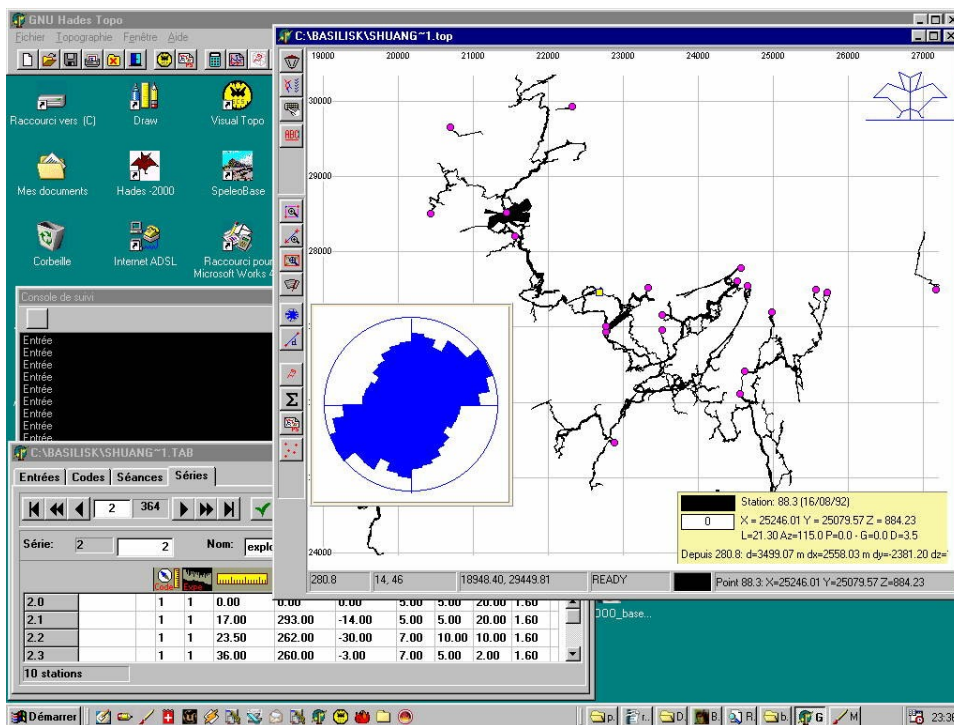 GNU Hades Topo
Fichier Topographie Fenêtre Aide
C:\BASILISK\SHUANG~1.top
19000 20000 21000 22000 23000 24000 25000 26000 27000
30000
29000
28000
24000
ABC
Raccourci vers (C)
Draw
Visual Topo
Mes documents
Hades -2000
SpeleoBase
Corbeille
Internet ADSL
Raccourci pour
Microsoft Works 4
Console de suivi
Entrée
Entrée
Entrée
Entrée
Entrée
Entrée
Entrée
Entrée
Entrée
C:\BASILISK\SHUANG~1.TAB
Entrées Codes Séances Séries
2 364
Série: 2 2 Nom: explo
Code
2.0 1 1 0.00 0.00 0.00 5.00 5.00 20.00 1.60
2.1 1 1 17.00 293.00 -14.00 5.00 5.00 20.00 1.60
2.2 1 1 23.50 262.00 -30.00 7.00 10.00 10.00 1.60
2.3 1 1 36.00 260.00 -3.00 7.00 5.00 2.00 1.60
10 stations
Station: 88.3 (16/08/92)
0 X = 25246.01 Y = 25079.57 Z = 884.23
L=21.30 Az=115.0 P=0.0 - G=0.0 D=3.5
Depuis 280.8: d=3499.07 m dx=2558.03 m dy=-2381.20 dz=
280.8 14, 46 18948.40, 29449.81 READY Point 88.3: X=25246.01 Y=25079.57 Z=884.23
000_base...
Démarrer p. r.. D. B. R. b. G M 23:38